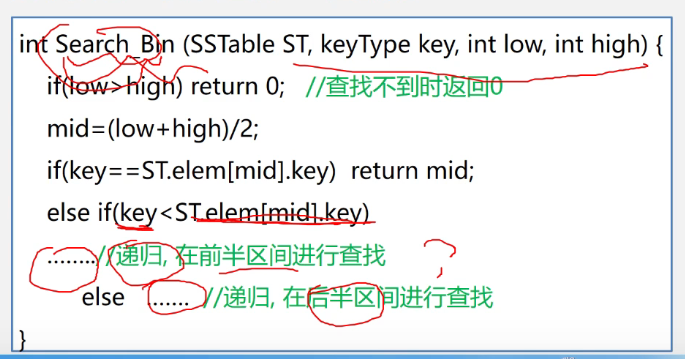 int Search_Bin (SSTable ST, keyType key, int low, int high) {
if(low>high) return 0; //查找不到时返回0
mid=(low+high)/2;
if(key==ST.elem[mid].key) return mid;
else if(key<ST.elem[mid].key)
........//递归, 在前半区间进行查找
else ....... //递归, 在后半区间进行查找
}
?